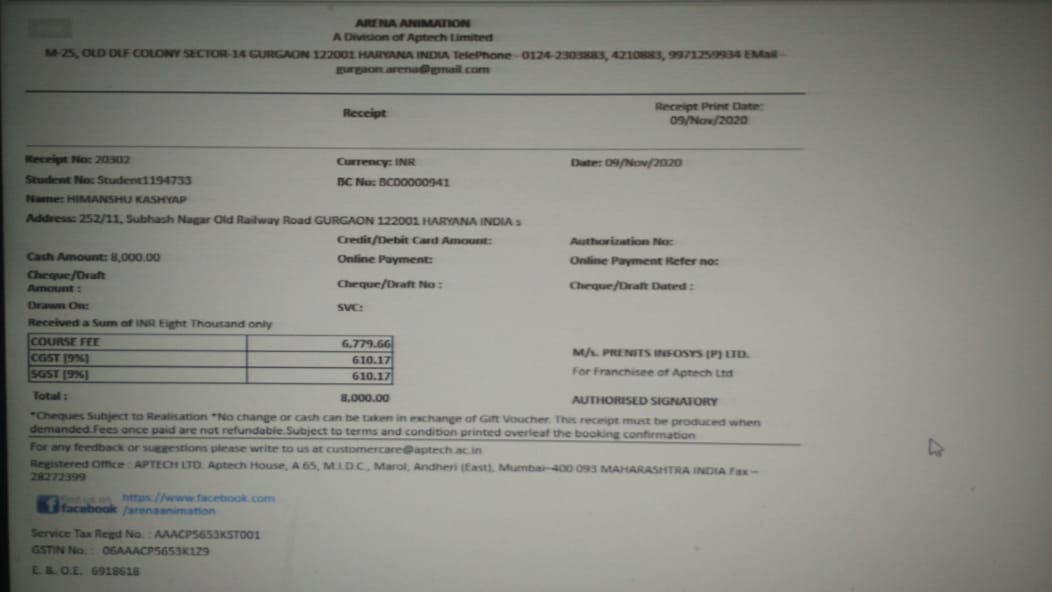 ARENA ANIMATION
A Division of Aptech Limited
M-25, OLD DLF COLONY SECTOR-14 GURGAON 122001 HARYANA INDIA TelePhone - 0124-2303883, 4210883, 9971259934 EMail -
gurgaon.arena@gmail.com
Receipt
Receipt Print Date:
09/Nov/2020
Receipt No: 20302 Currency: INR Date: 09/Nov/2020
Student No: Student1194733 BC No: BC00000941
Name: HIMANSHU KASHYAP
Address: 252/11, Subhash Nagar Old Railway Road GURGAON 122001 HARYANA INDIA s
Credit/Debit Card Amount: Authorization No:
Cash Amount: 8,000.00 Online Payment: Online Payment Refer no:
Cheque/Draft
Amount : Cheque/Draft No : Cheque/Draft Dated :
Drawn On: SVC:
Received a Sum of INR Eight Thousand only
COURSE FEE 6,779.66
CGST [9%] 610.17
SGST [9%] 610.17
M/s. PRENITS INFOSYS (P) LTD.
For Franchisee of Aptech Ltd
Total : 8,000.00 AUTHORISED SIGNATORY
*Cheques Subject to Realisation *No change or cash can be taken in exchange of Gift Voucher. This receipt must be produced when
demanded.Fees once paid are not refundable.Subject to terms and condition printed overleaf the booking confirmation
For any feedback or suggestions please write to us at customercare@aptech.ac.in
Registered Office : APTECH LTD. Aptech House, A 65, M.I.D.C., Marol, Andheri (East), Mumbai-400 093 MAHARASHTRA INDIA Fax –
28272399
find us on
facebook
https://www.facebook.com
/arenaanimation
Service Tax Regd No. : AAACP5653KST001
GSTIN No. : 06AAACP5653K1Z9
E. & O.E. 6918618